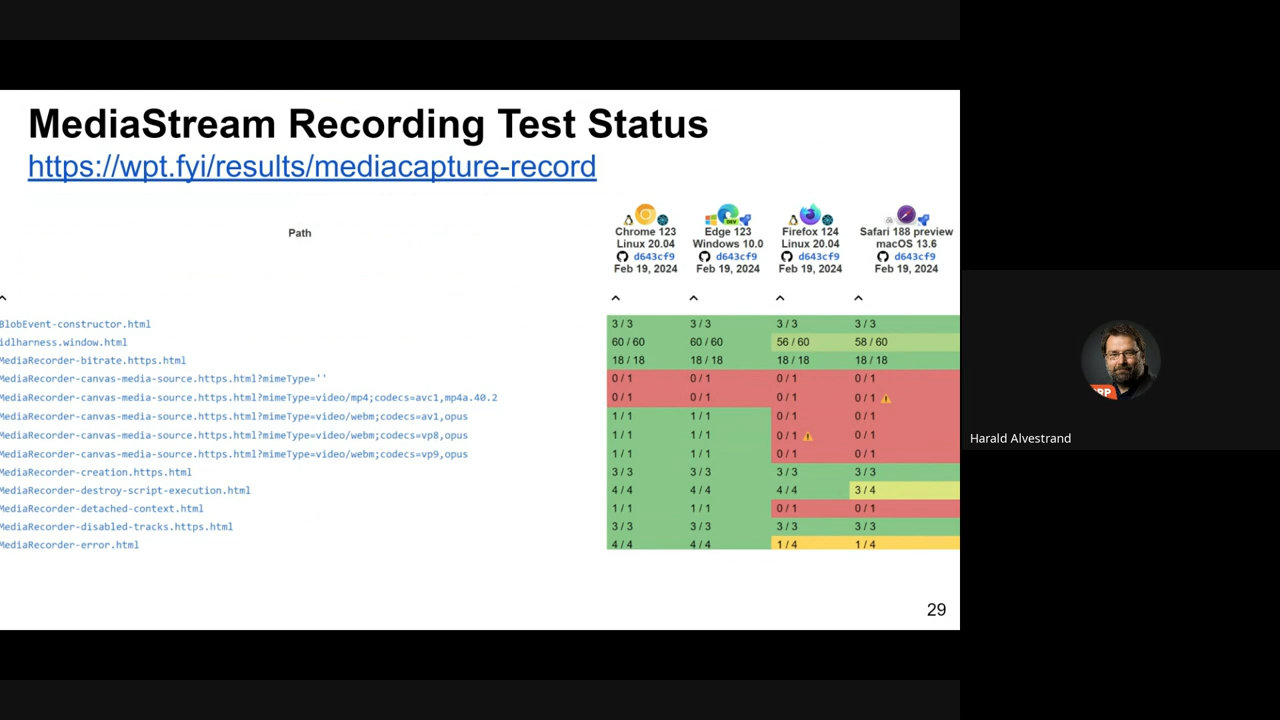 MediaStream Recording Test Status
https://wpt.fyi/results/mediacapture-record
Path
Chrome 123 Edge 123 Firefox 124 Safari 188 preview
Linux 20.04 Windows 10.0 Linux 20.04 macOS 13.6
d643cf9 d643cf9 d643cf9 d643cf9
Feb 19, 2024 Feb 19, 2024 Feb 19, 2024 Feb 19, 2024
BlobEvent-constructor.html 3 / 3 3 / 3 3 / 3 3 / 3
idlharness.window.html 60 / 60 60 / 60 56 / 60 58 / 60
MediaRecorder-bitrate.https.html 18 / 18 18 / 18 18 / 18 18 / 18
MediaRecorder-canvas-media-source.https.html?mimeType='' 0 / 1 0 / 1 0 / 1 0 / 1
MediaRecorder-canvas-media-source.https.html?mimeType=video/mp4;codecs=avc1,mp4a.40.2 0 / 1 0 / 1 0 / 1 0 / 1
MediaRecorder-canvas-media-source.https.html?mimeType=video/webm;codecs=av1,opus 1 / 1 1 / 1 0 / 1 0 / 1
MediaRecorder-canvas-media-source.https.html?mimeType=video/webm;codecs=vp8,opus 1 / 1 1 / 1 0 / 1 0 / 1
MediaRecorder-canvas-media-source.https.html?mimeType=video/webm;codecs=vp9,opus 1 / 1 1 / 1 0 / 1 0 / 1
MediaRecorder-creation.https.html 3 / 3 3 / 3 3 / 3 3 / 3
MediaRecorder-destroy-script-execution.html 4 / 4 4 / 4 4 / 4 3 / 4
MediaRecorder-detached-context.html 1 / 1 1 / 1 0 / 1 0 / 1
MediaRecorder-disabled-tracks.https.html 3 / 3 3 / 3 3 / 3 3 / 3
MediaRecorder-error.html 4 / 4 4 / 4 1 / 4 1 / 4
29
Harald Alvestrand